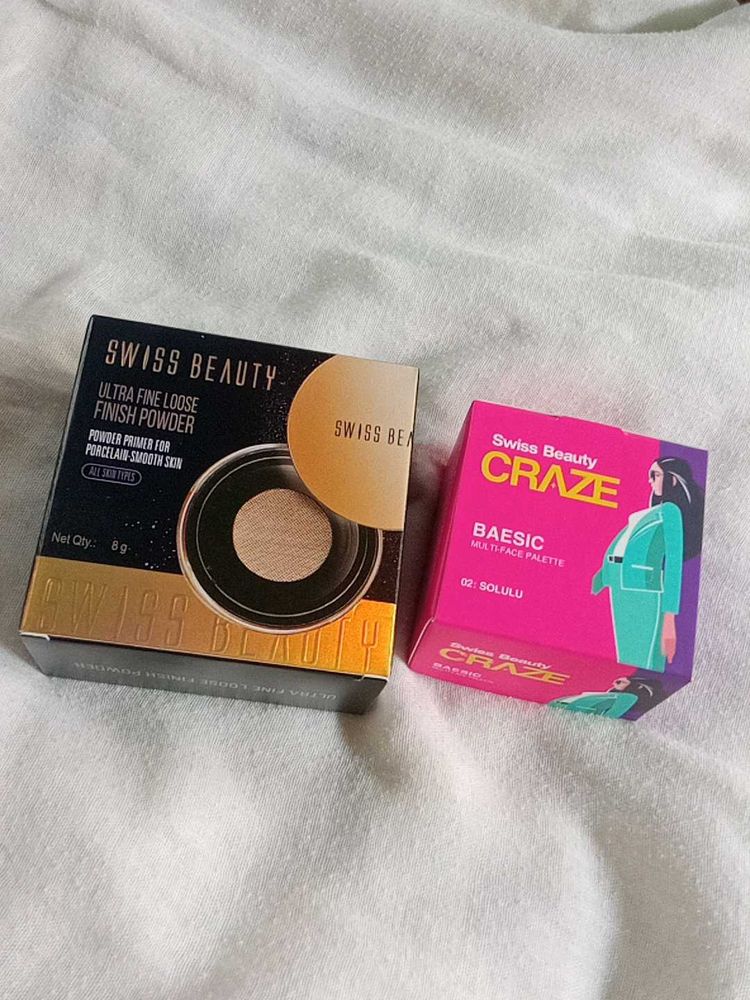 SWISS BEAUTY
ULTRA FINE LOOSE
FINISH POWDER
POWDER PRIMER FOR
PORCELAIN-SMOOTH SKIN
ALL SKIN TYPES
SWISS BEA
Net Qty.: 8 g
SWISS BEAUTY
ULTRA FINE LOOSE FINISH POWDER
Swiss Beauty
CRAZE
BAESIC
MULTI-FACE PALETTE
02: SOLULU
Swiss Beauty
CRAZE
BAESIC